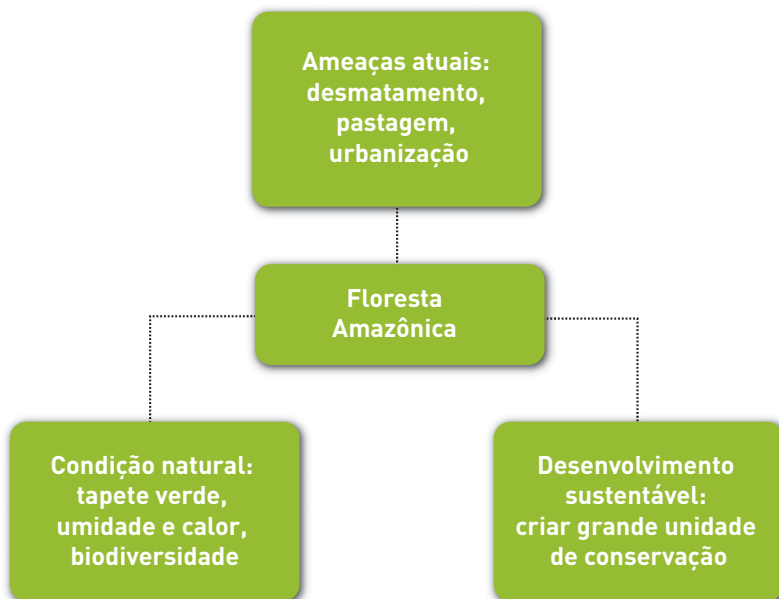 Ameaças atuais:
desmatamento,
pastagem,
urbanização
Floresta
Amazônica
Condição natural:
tapete verde,
umidade e calor,
biodiversidade
Desenvolvimento
sustentável:
criar grande unidade
de conservação